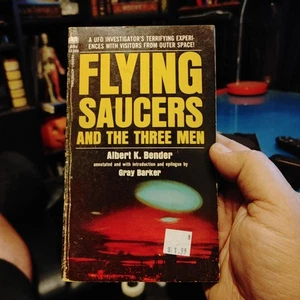 A UFO INVESTIGATOR'S TERRIFYING EXPERI-
ENCES WITH VISITORS FROM OUTER SPACE!
FLYING
SAUCERS
AND THE THREE MEN
Albert K. Bender
annotated and with introduction and epilogue by
Gray Barker
$1.99